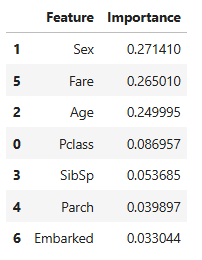 Feature Importance
1 Sex 0.271410
5 Fare 0.265010
2 Age 0.249995
0 Pclass 0.086957
3 SibSp 0.053685
4 Parch 0.039897
6 Embarked 0.033044